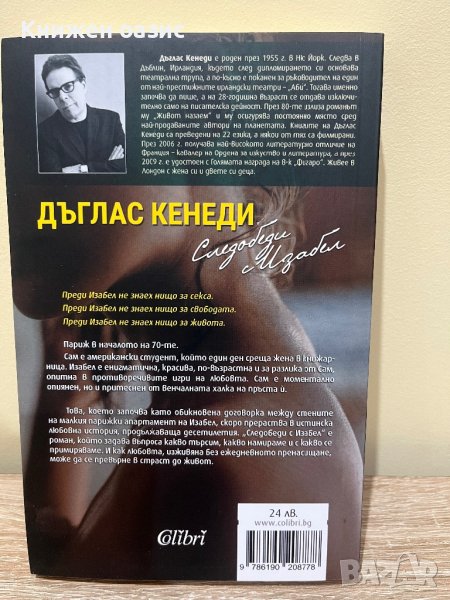 Книжен оазис
Дъглас Кенеди е роден през 1955 г. в Ню Йорк. Следва в
Дъблин, Ирландия, където след дипломирането си основава
театрална трупа, а по-късно е поканен за ръководител на един
от най-престижните ирландски театри – „Аби“. Тогава именно
започва да пише, а на 28-годишна възраст се отдава изключи-
телно само на писателска дейност. През 80-те излиза романът
му „Живот назаем“ и му осигурява постоянно място сред
най-продаваните автори на планетата. Книгите на Дъглас
Кенеди са преведени на 22 езика, а някои от тях са филмирани.
През 2006 г. получава най-високото литературно отличие на
Франция – кавалер на Ордена за изкуство и литература, а през
2009 г. е удостоен с Голямата награда на в-к „Фигаро“. Живее в
Лондон с жена си и двете си деца.
ДЪГЛАС КЕНЕДИ
Следобеди
с Изабел
Преди Изабел не знаех нищо за секса.
Преди Изабел не знаех нищо за свободата.
Преди Изабел не знаех нищо за живота.
Париж в началото на 70-те.
Сам е американски студент, който един ден среща жена в книжар-
ница. Изабел е енигматична, красива, по-възрастна и за разлика от Сам,
опитна в противоречивите игри на любовта. Сам е моментално
опиянен, но и притеснен от венчалната халка на пръста ѝ.
Това, което започва като обикновена договорка между стените
на малкия парижки апартамент на Изабел, скоро прераства в истинска
любовна история, продължаваща десетилетия. „Следобеди с Изабел“ е
роман, който задава въпроса какво търсим, какво намираме и с какво се
примиряваме. И как любовта, изживяна без ежедневното пренасищане,
може да се превърне в страст до живот.
Colibri
24 лв.
www.colibri.bg
9 786190 208778
BAZAR.BG